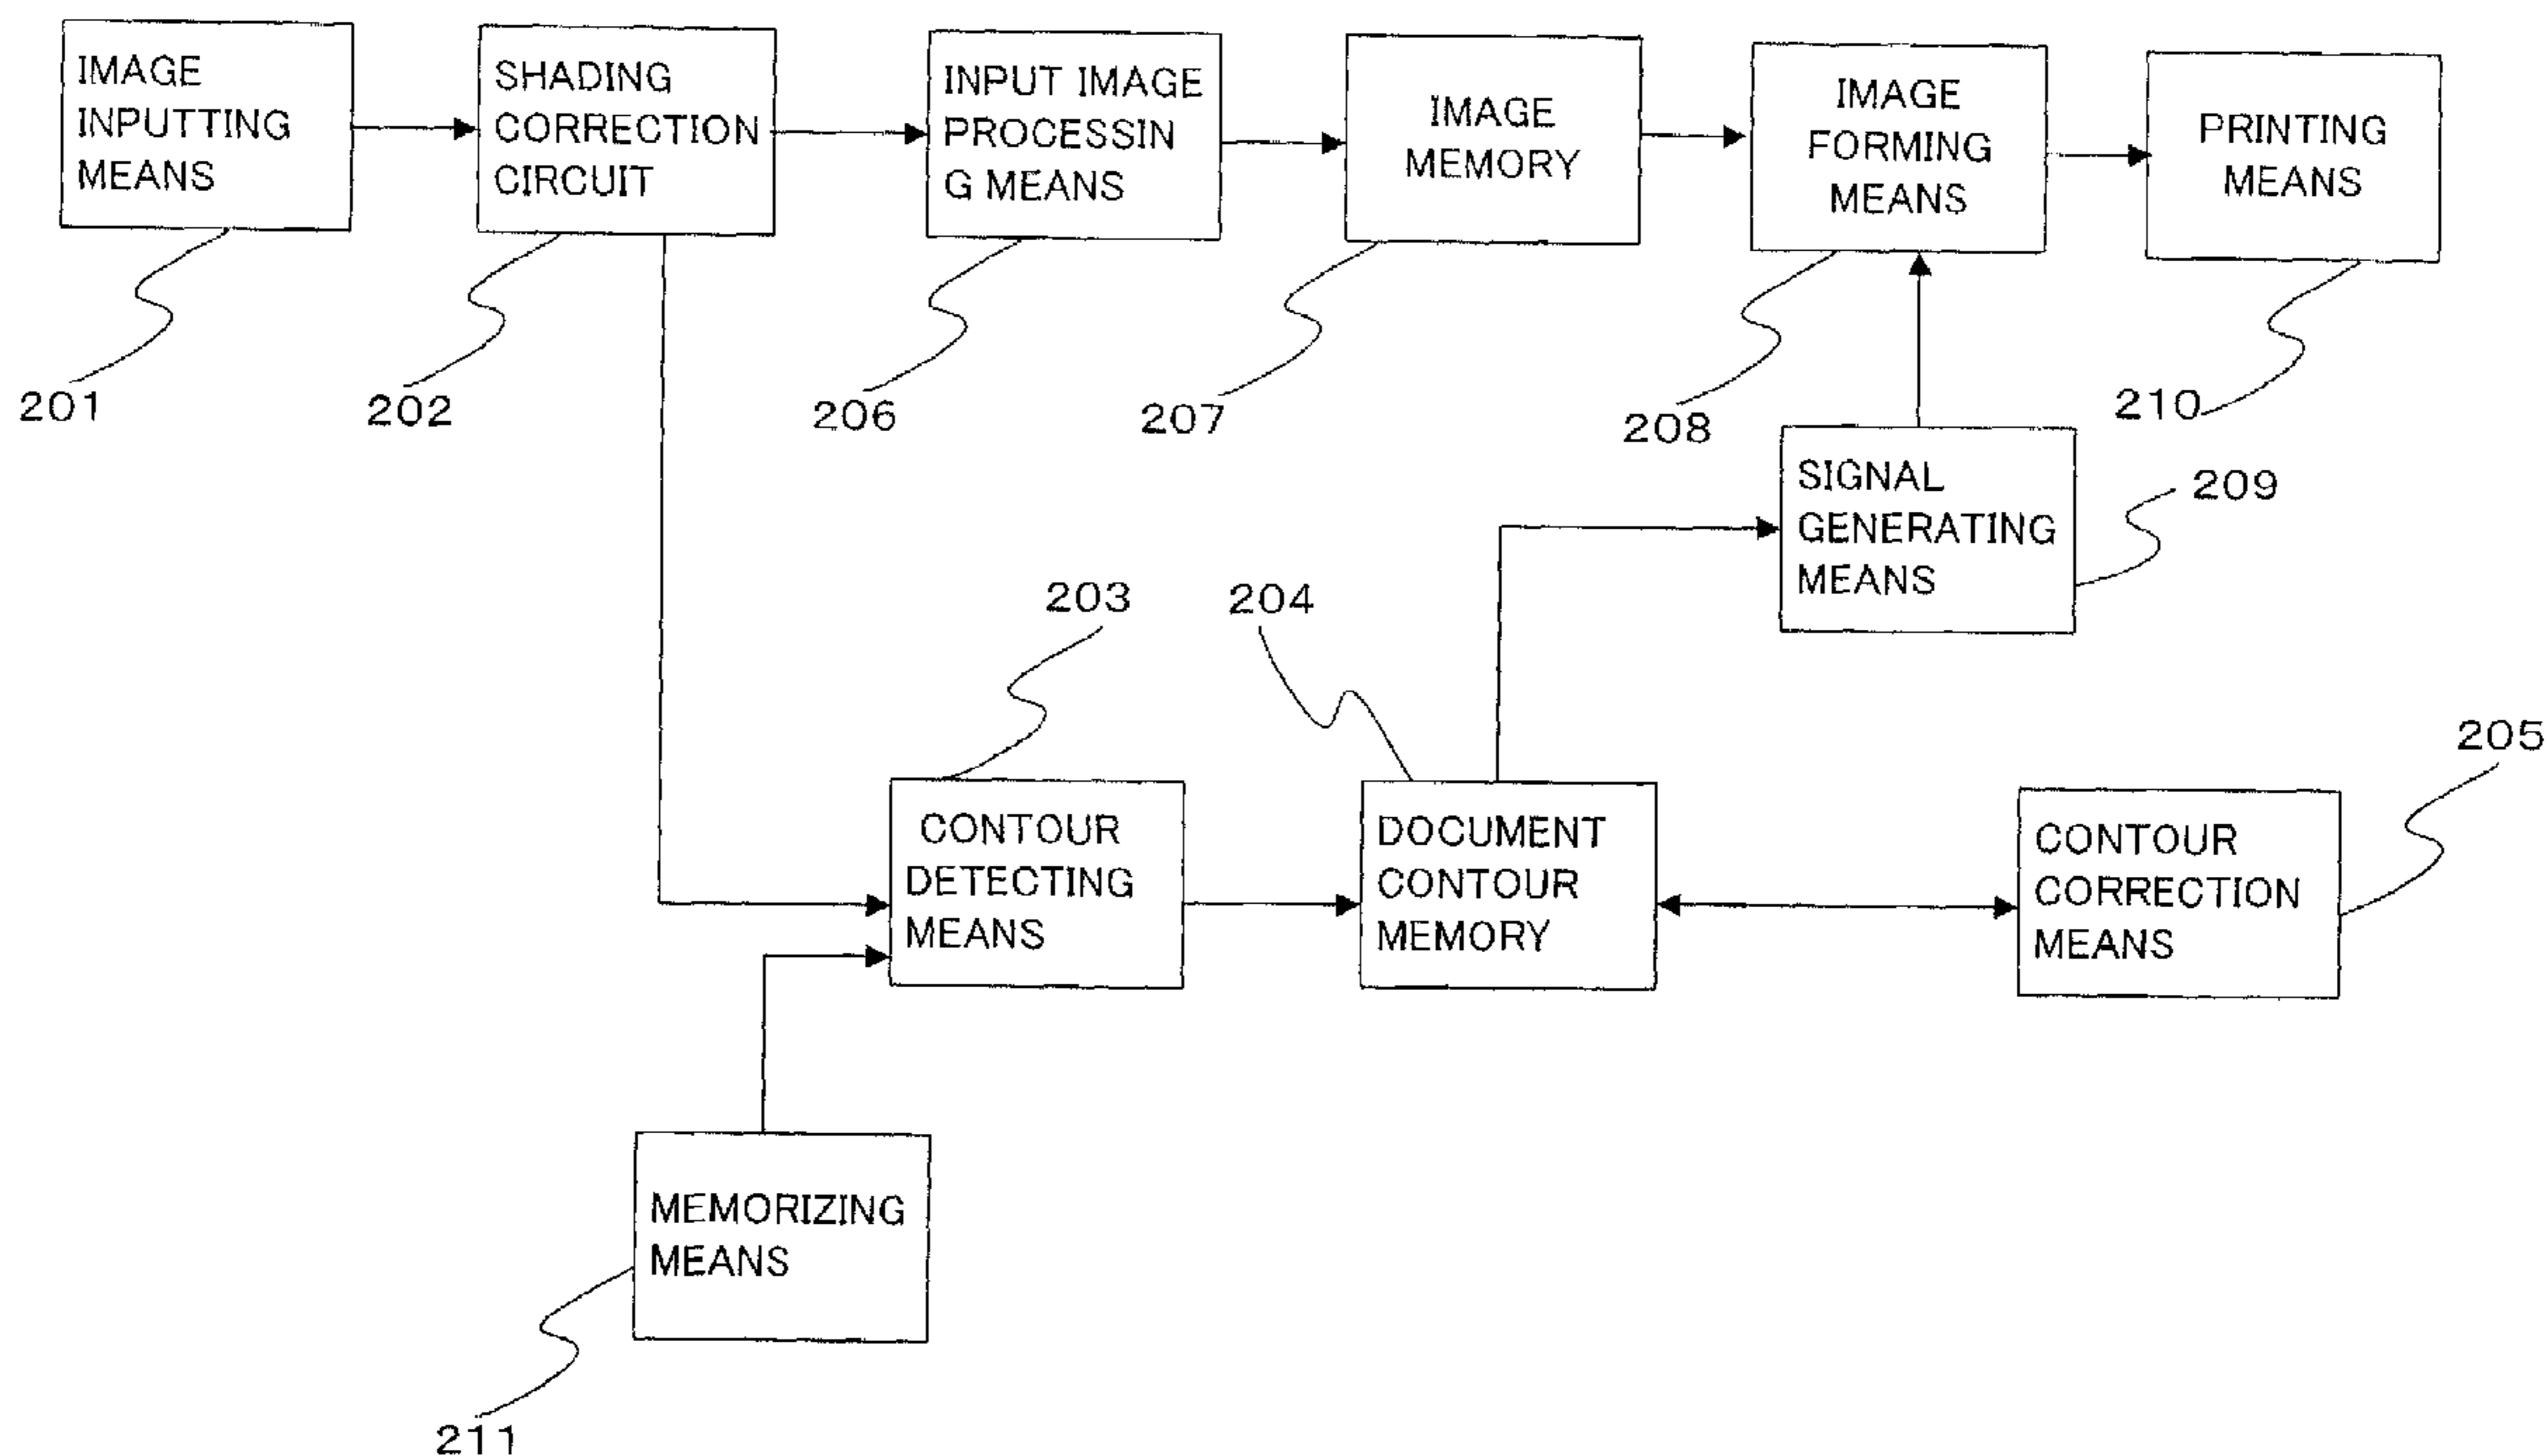 IMAGE
INPUTTING
MEANS
SHADING
CORRECTION
CIRCUIT
INPUT IMAGE
PROCESSIN
G MEANS
IMAGE
MEMORY
IMAGE
FORMING
MEANS
PRINTING
MEANS
201
202
206
207
208
210
SIGNAL
GENERATING
MEANS
209
203
204
205
CONTOUR
DETECTING
MEANS
DOCUMENT
CONTOUR
MEMORY
CONTOUR
CORRECTION
MEANS
MEMORIZING
MEANS
211